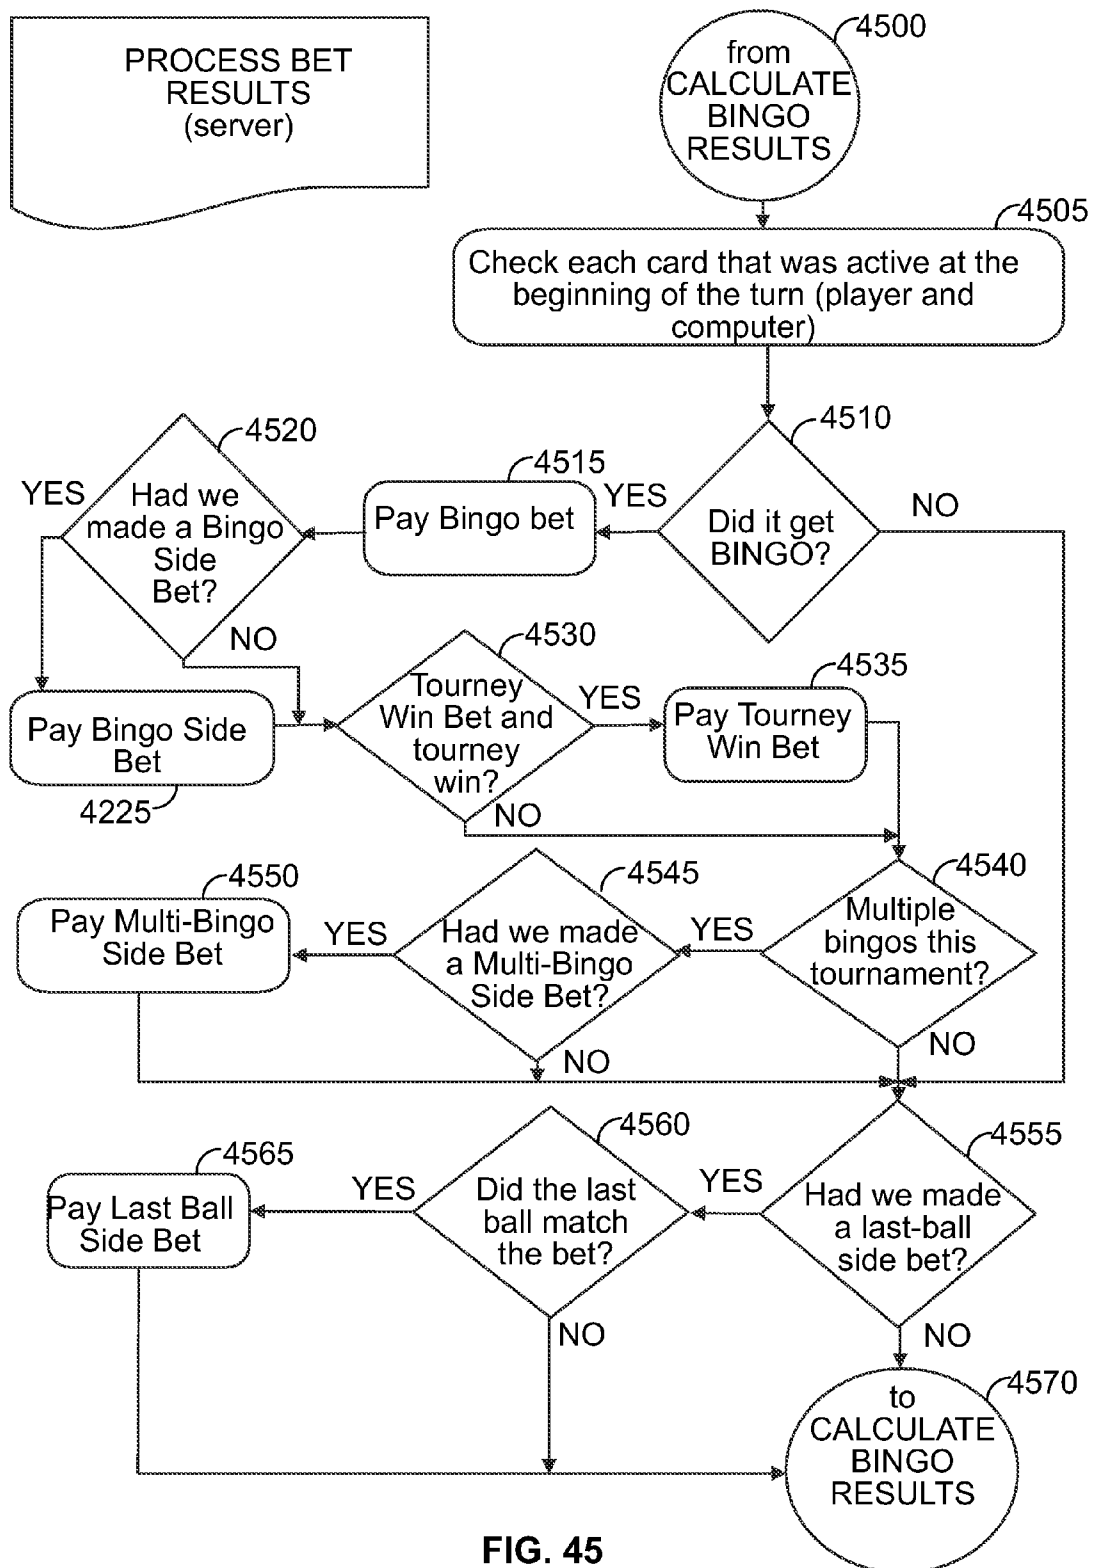 PROCESS BET
RESULTS
(server)
from
CALCULATE
BINGO
RESULTS
4500
4505
Check each card that was active at the
beginning of the turn (player and
computer)
4510
Did it get
BINGO?
YES
NO
4515
Pay Bingo bet
4520
Had we
made a Bingo
Side
Bet?
YES
NO
Pay Bingo Side
Bet
4225
4530
Tourney
Win Bet and
tourney
win?
YES
NO
4535
Pay Tourney
Win Bet
4540
Multiple
bingos this
tournament?
YES
NO
4545
Had we made
a Multi-Bingo
Side Bet?
YES
NO
4550
Pay Multi-Bingo
Side Bet
4555
Had we made
a last-ball
side bet?
YES
NO
4560
Did the last
ball match
the bet?
YES
NO
4565
Pay Last Ball
Side Bet
4570
to
CALCULATE
BINGO
RESULTS
FIG. 45